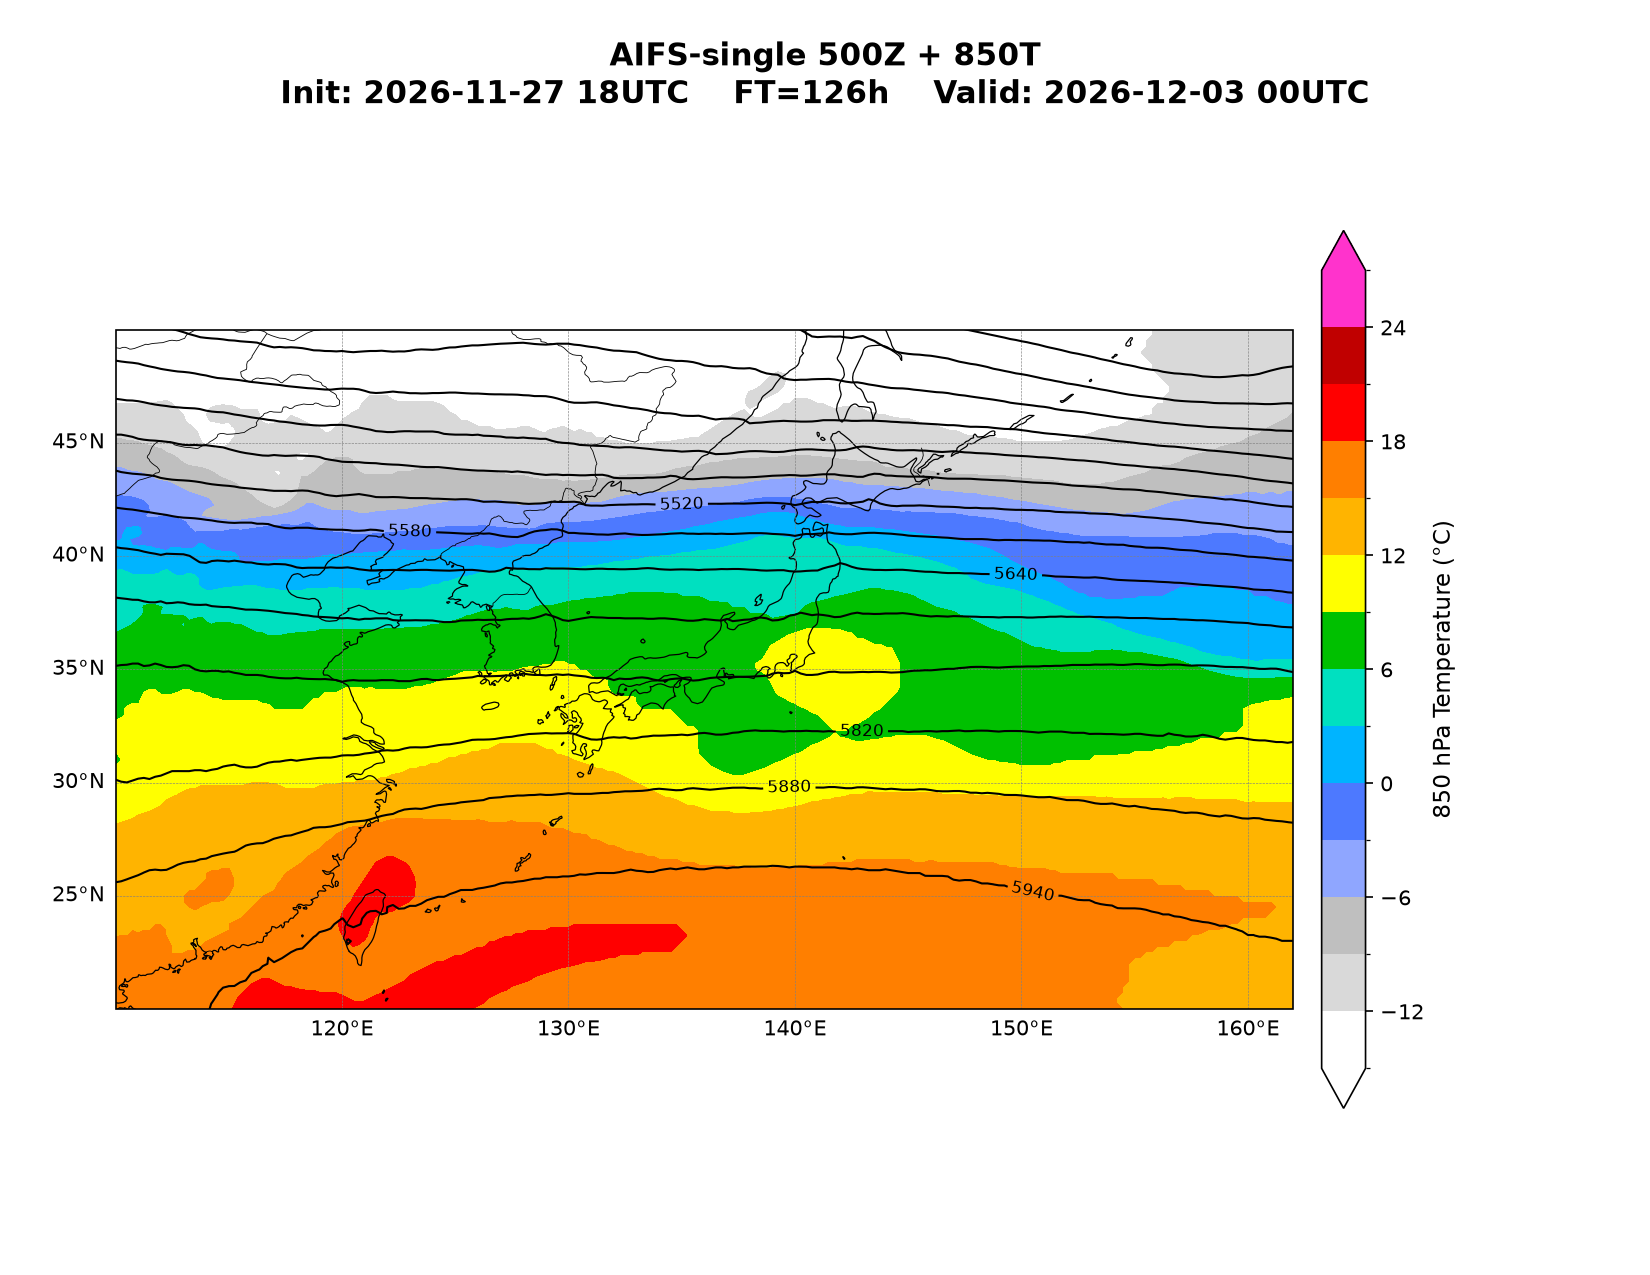 AIFS-single 500Z + 850T
Init: 2026-11-27 18UTC    FT=126h    Valid: 2026-12-03 00UTC
24
18
12
6
0
−6
−12
850 hPa Temperature (°C)
45°N
40°N
35°N
30°N
25°N
5520
5580
5640
5820
5880
5940
120°E
130°E
140°E
150°E
160°E